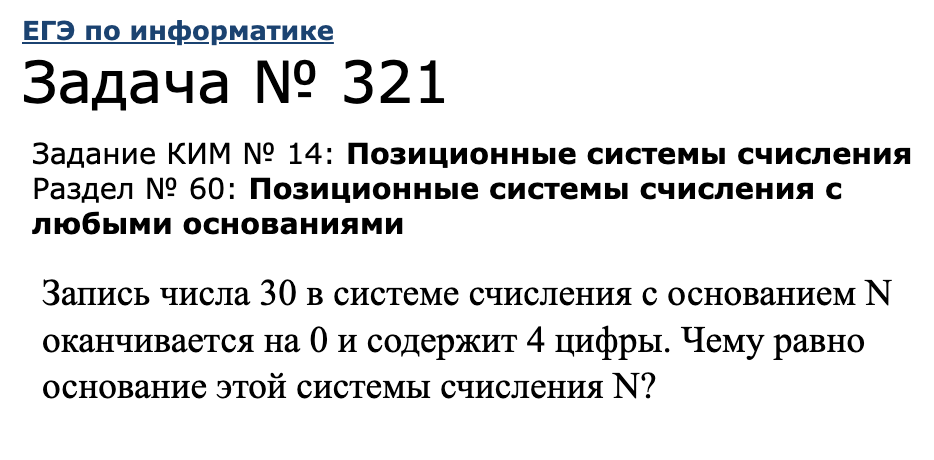 ЕГЭ по информатике
Задача № 321
Задание КИМ № 14: Позиционные системы счисления
Раздел № 60: Позиционные системы счисления с
любыми основаниями
Запись числа 30 в системе счисления с основанием N
оканчивается на 0 и содержит 4 цифры. Чему равно
основание этой системы счисления N?